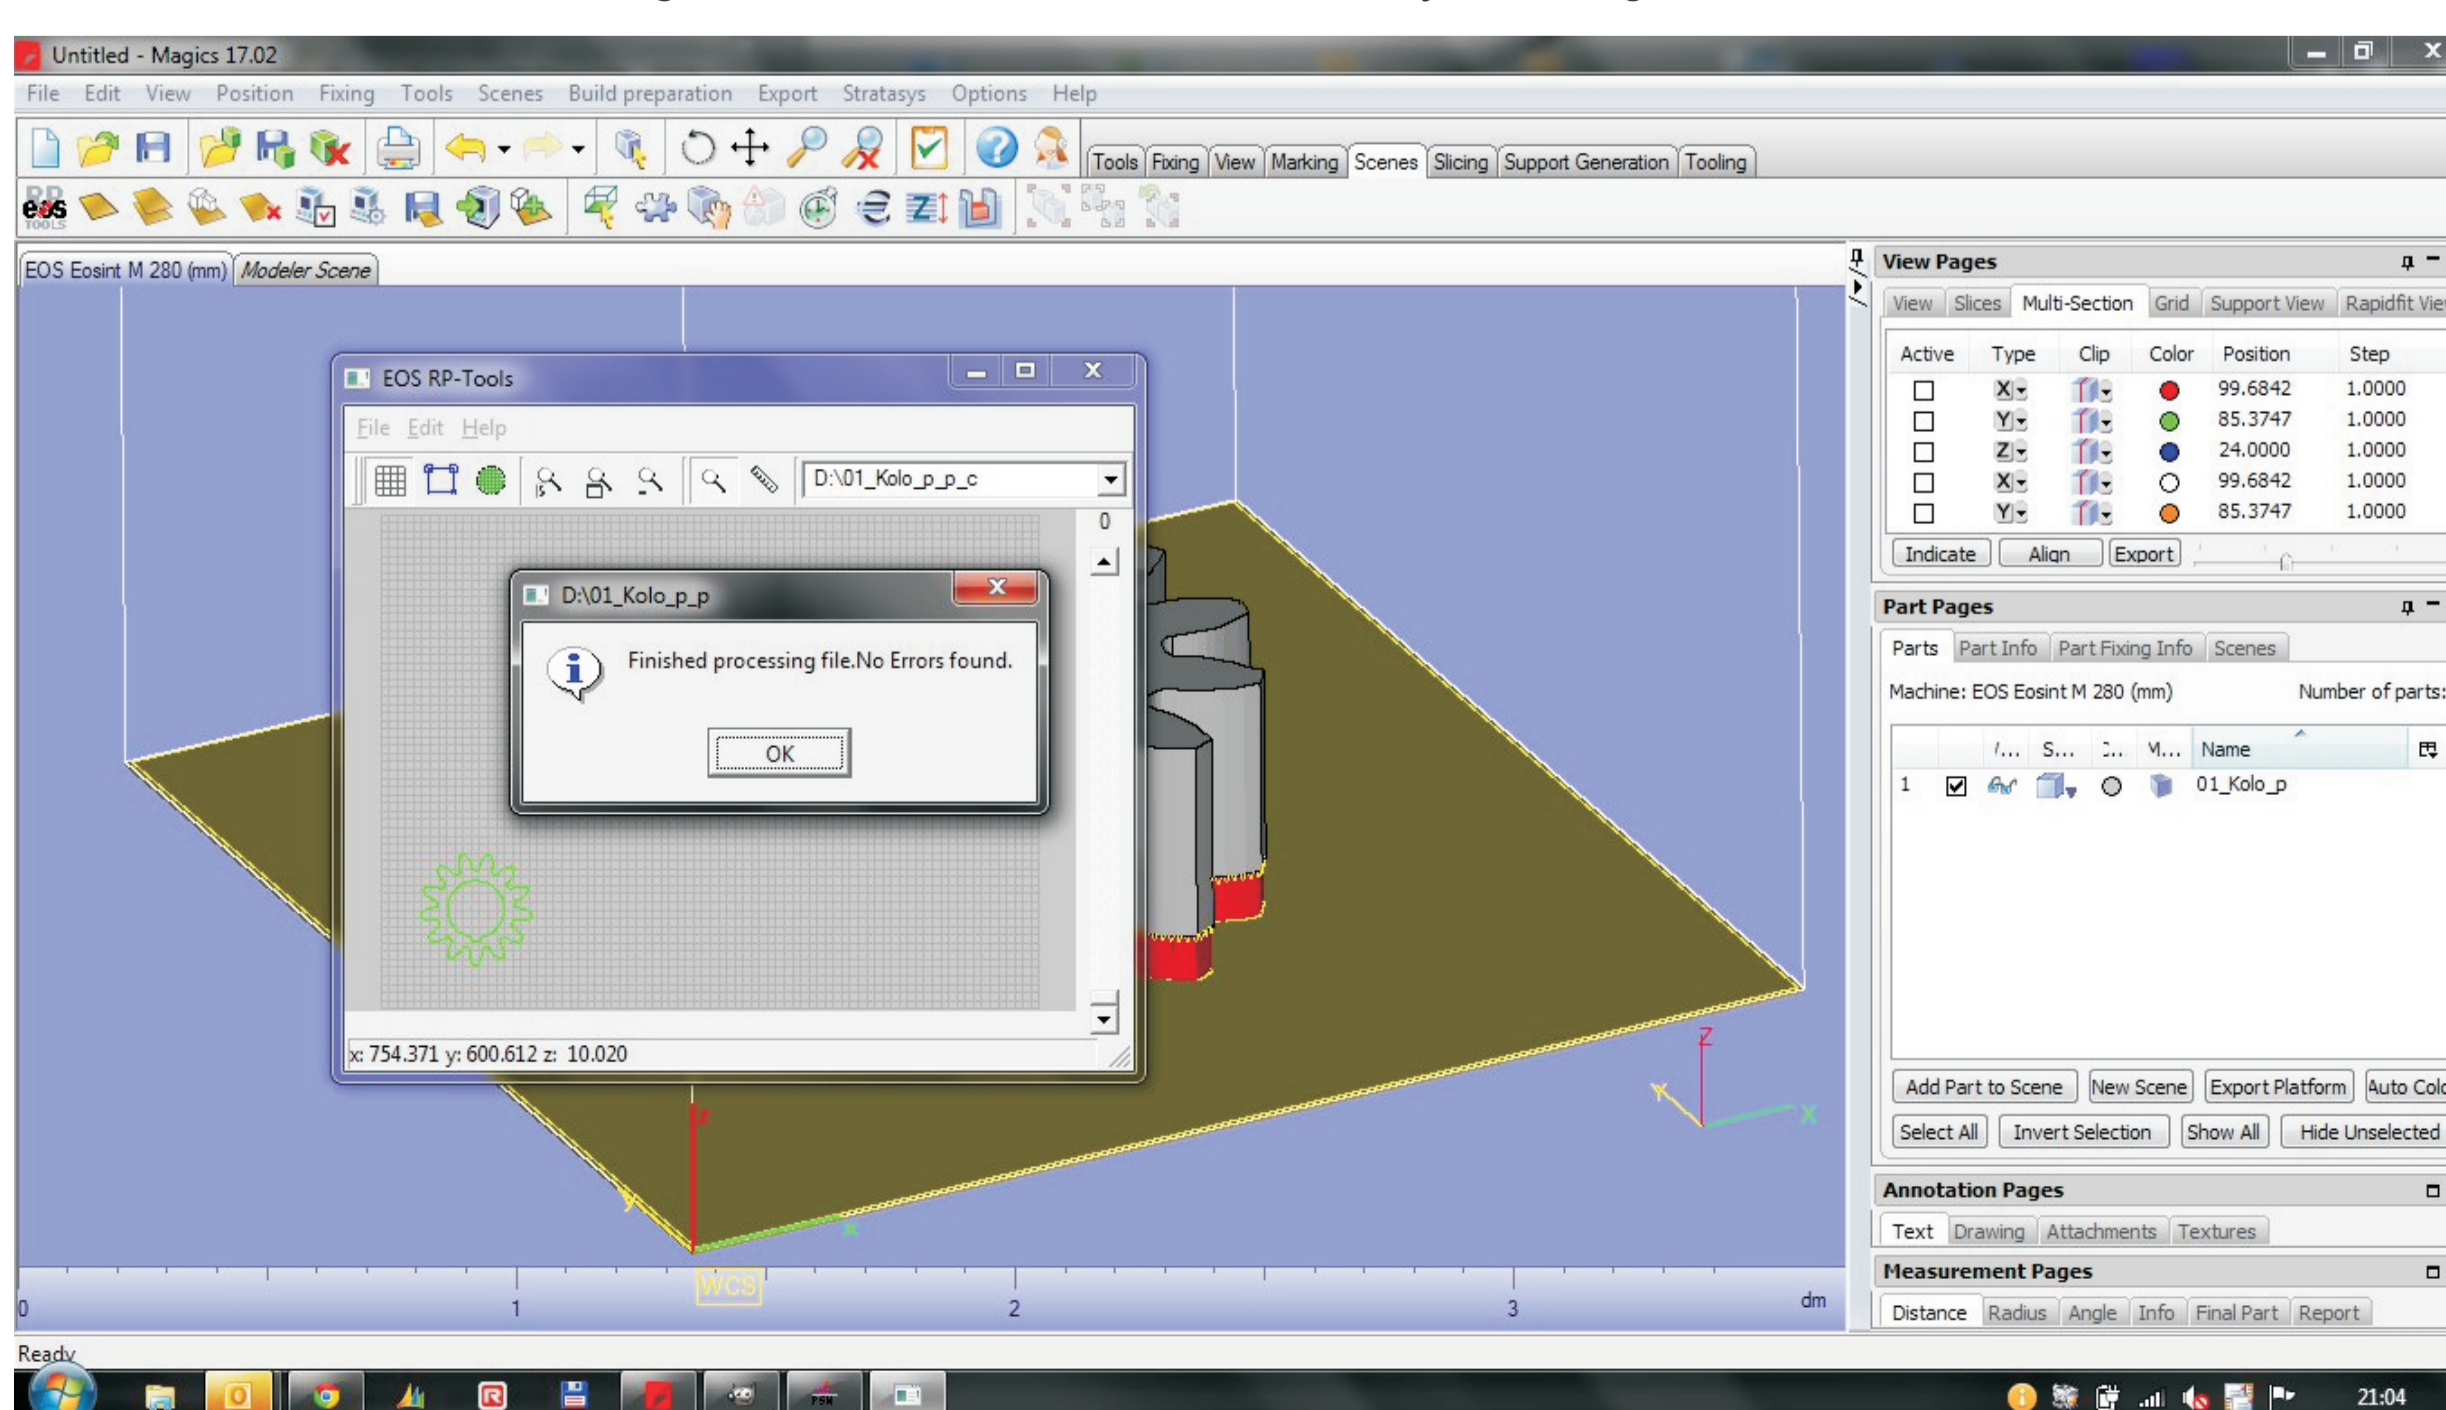 Untitled - Magics 17.02
File Edit View Position Fixing Tools Scenes Build preparation Export Stratasys Options Help
Tools Fixing View Marking Scenes Slicing Support Generation Tooling
eos
TOOLS
EOS Eosint M 280 (mm) Modeler Scene
View Pages
View Slices Multi-Section Grid Support View Rapidfit Vie
Active Type Clip Color Position Step
X 99.6842 1.0000
Y 85.3747 1.0000
Z 24.0000 1.0000
X 99.6842 1.0000
Y 85.3747 1.0000
Indicate Align Export
EOS RP-Tools
File Edit Help
D:\01_Kolo_p_p_c
0
D:\01_Kolo_p_p
Finished processing file.No Errors found.
OK
x: 754.371 y: 600.612 z: 10.020
Part Pages
Parts Part Info Part Fixing Info Scenes
Machine: EOS Eosint M 280 (mm) Number of parts:
S... M... Name
1 01_Kolo_p
Add Part to Scene New Scene Export Platform Auto Colo
Select All Invert Selection Show All Hide Unselected
Z
Y
X
z
y
x
WCS
0 1 2 3 dm
Annotation Pages
Text Drawing Attachments Textures
Measurement Pages
Distance Radius Angle Info Final Part Report
Ready
21:04